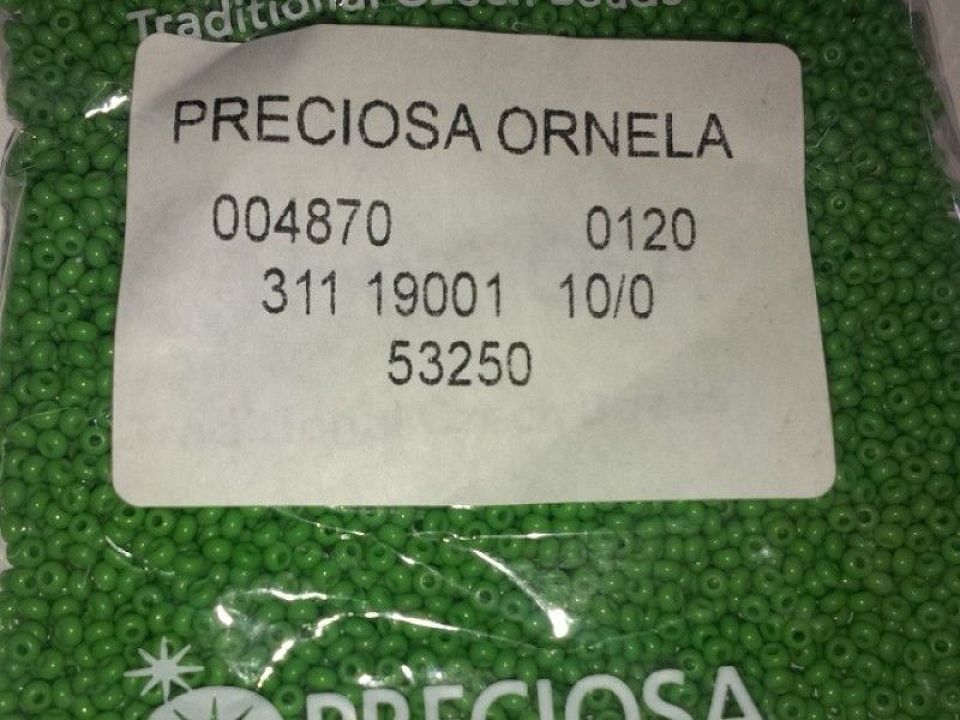 Traditional Czech Beads
PRECIOSA ORNELA
004870 0120
311 19001 10/0
53250
PRECIOSA